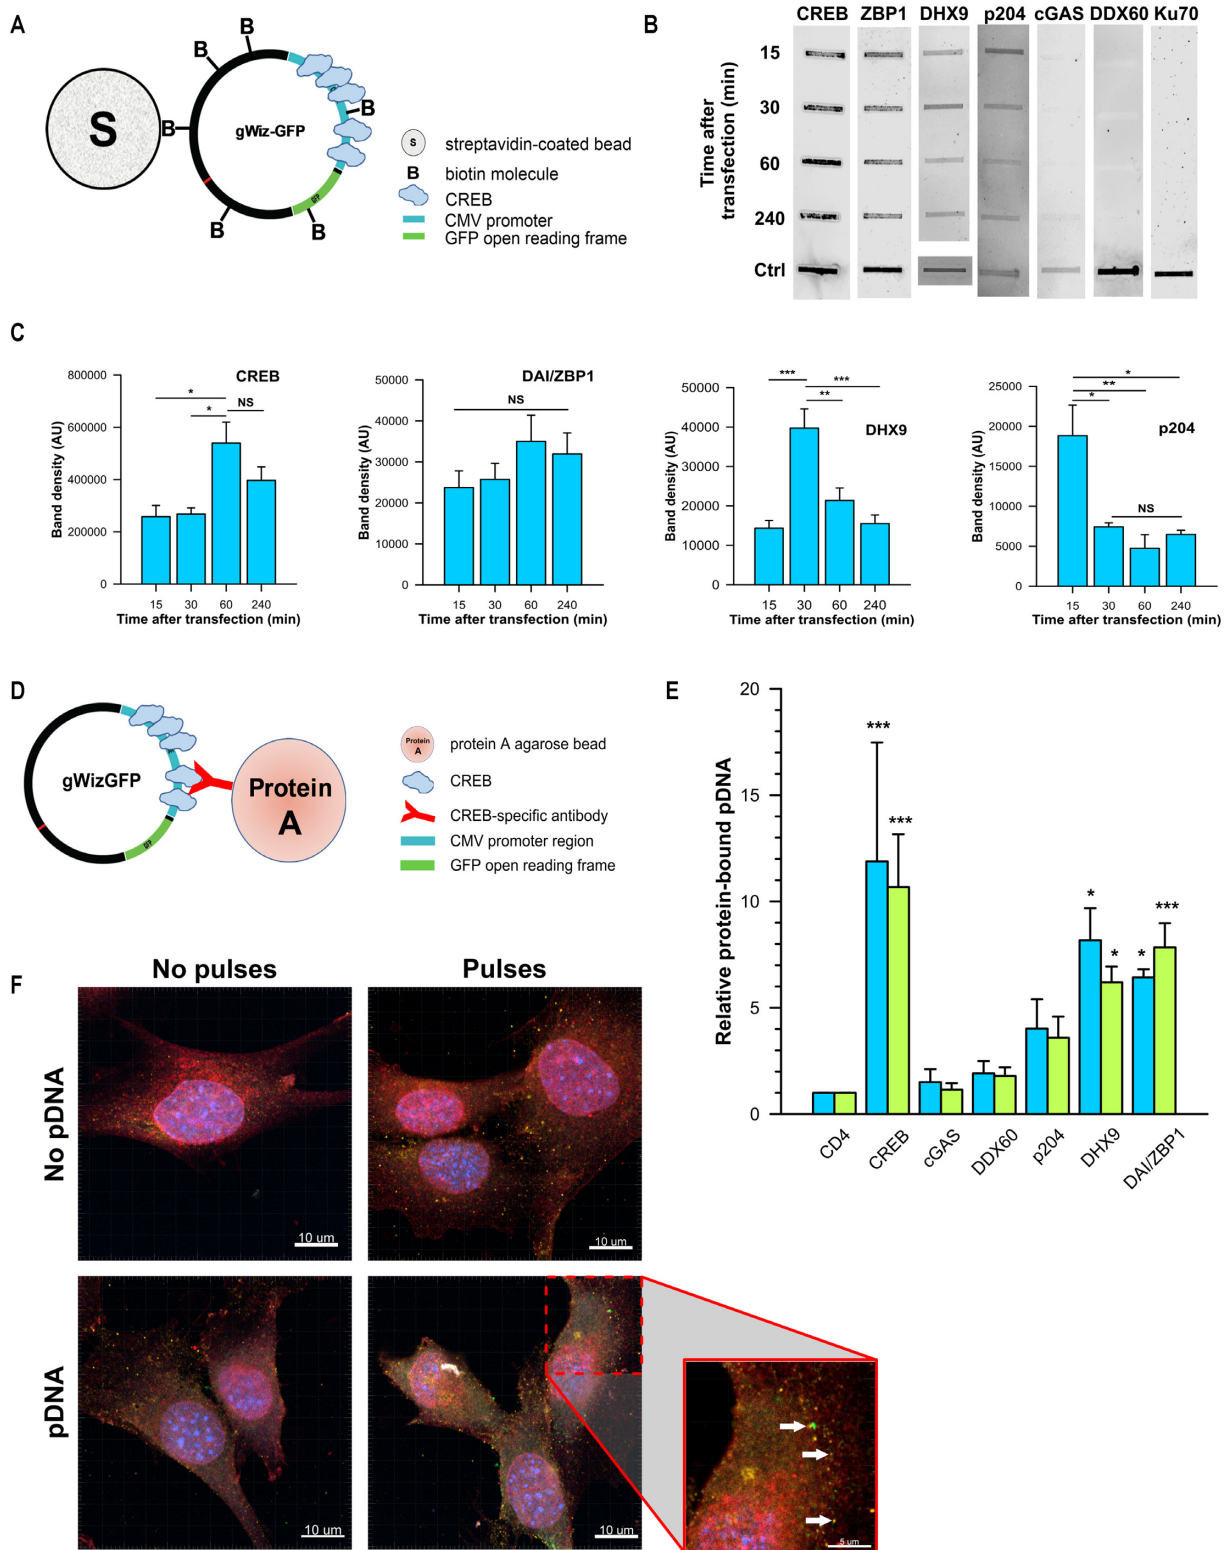 A
B
B
B
B
B
B
B
S
gWiz-GFP
GFP
S
streptavidin-coated bead
B
biotin molecule
CREB
CMV promoter
GFP open reading frame
B
CREB ZBP1 DHX9 p204 cGAS DDX60 Ku70
Time after
transfection (min)
15
30
60
240
Ctrl
C
CREB
Band density (AU)
800000
600000
400000
200000
0
*
*
NS
15 30 60 240
Time after transfection (min)
DAI/ZBP1
Band density (AU)
50000
40000
30000
20000
10000
0
NS
15 30 60 240
Time after transfection (min)
DHX9
Band density (AU)
50000
40000
30000
20000
10000
0
***
***
**
15 30 60 240
Time after transfection (min)
p204
Band density (AU)
25000
20000
15000
10000
5000
0
*
**
*
NS
15 30 60 240
Time after transfection (min)
D
gWizGFP
GFP
Protein
A
Protein
A
protein A agarose bead
CREB
CREB-specific antibody
CMV promoter region
GFP open reading frame
E
Relative protein-bound pDNA
20
15
10
5
0
***
***
*
*
*
***
CD4
CREB
cGAS
DDX60
p204
DHX9
DAI/ZBP1
F
No pulses
Pulses
No pDNA
pDNA
10 um
10 um
10 um
10 um
5 um